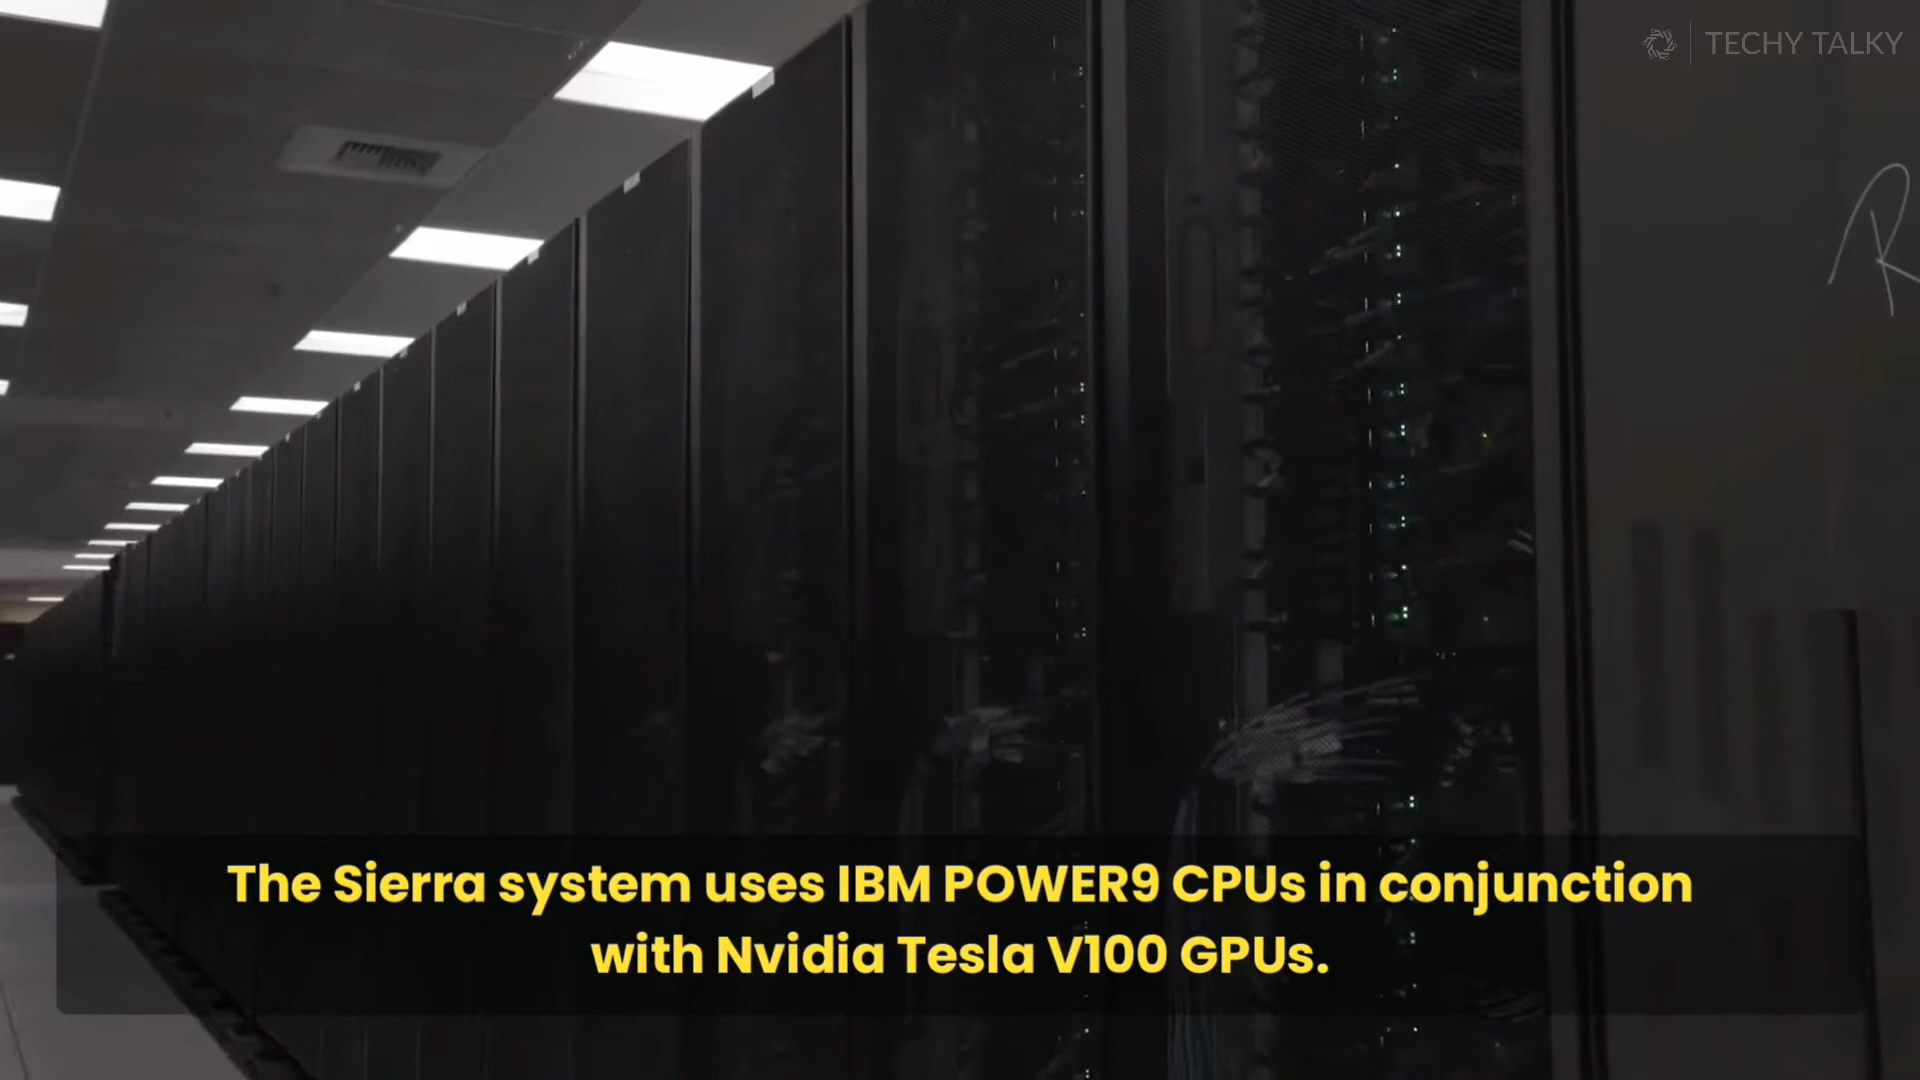 TECHY TALKY
R
The Sierra system uses IBM POWER9 CPUs in conjunction
with Nvidia Tesla V100 GPUs.